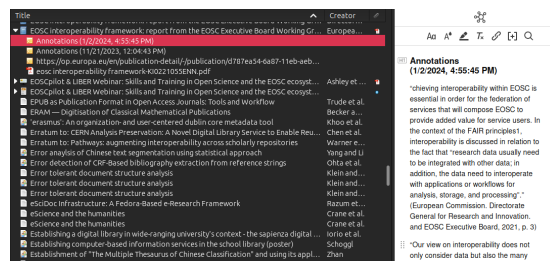 Title Creator
EOSC interoperability framework: report from the EOSC Executive Board Working Gr... Europea...
Annotations (1/2/2024, 4:55:45 PM)
Annotations (11/21/2023, 12:04:43 PM)
https://op.europa.eu/en/publication-detail/-/publication/d787ea54-6a87-11eb-aeb...
eosc interoperability framework-KI0221055ENN.pdf
EOSCpilot & LIBER Webinar: Skills and Training in Open Science and the EOSC ecosyst... Ashley et ...
EOSCpilot & LIBER Webinar: Skills and Training in Open Science and the EOSC ecosyst...
EPUB as Publication Format in Open Access Journals: Tools and Workflow Trude et al.
ERAM — Digitisation of Classical Mathematical Publications Becker a...
'erasmus': An organization- and user-centered dublin core metadata tool Khoo et al.
Erratum to: CERN Analysis Preservation: A Novel Digital Library Service to Enable Reu... Chen et al.
Erratum to: Pathways: augmenting interoperability across scholarly repositories Warner e...
Error analysis of Chinese text segmentation using statistical approach Yang and Li
Error detection of CRF-Based bibliography extraction from reference strings Ohta et al.
Error tolerant document structure analysis Klein and...
Error tolerant document structure analysis Klein and...
Error tolerant document structure analysis Klein and...
eSciDoc Infrastructure: A Fedora-Based e-Research Framework Razum et...
eScience and the humanities Crane et al.
eScience and the humanities Crane et al.
Establishing a digital library in wide-ranging university's context - the sapienza digital ... Iorio et al.
Establishing computer-based information services in the school library (poster) Schoggl
Establishment of "The Multiple Thesaurus of Chinese Classification" and using its appl... Zhan
Annotations
(1/2/2024, 4:55:45 PM)
"chieving interoperability within EOSC is
essential in order for the federation of
services that will compose EOSC to
provide added value for service users. In
the context of the FAIR principles1,
interoperability is discussed in relation to
the fact that "research data usually need
to be integrated with other data; in
addition, the data need to interoperate
with applications or workflows for
analysis, storage, and processing"."
(European Commission. Directorate
General for Research and Innovation.
and EOSC Executive Board, 2021, p. 3)
"Our view on interoperability does not
only consider data but also the many